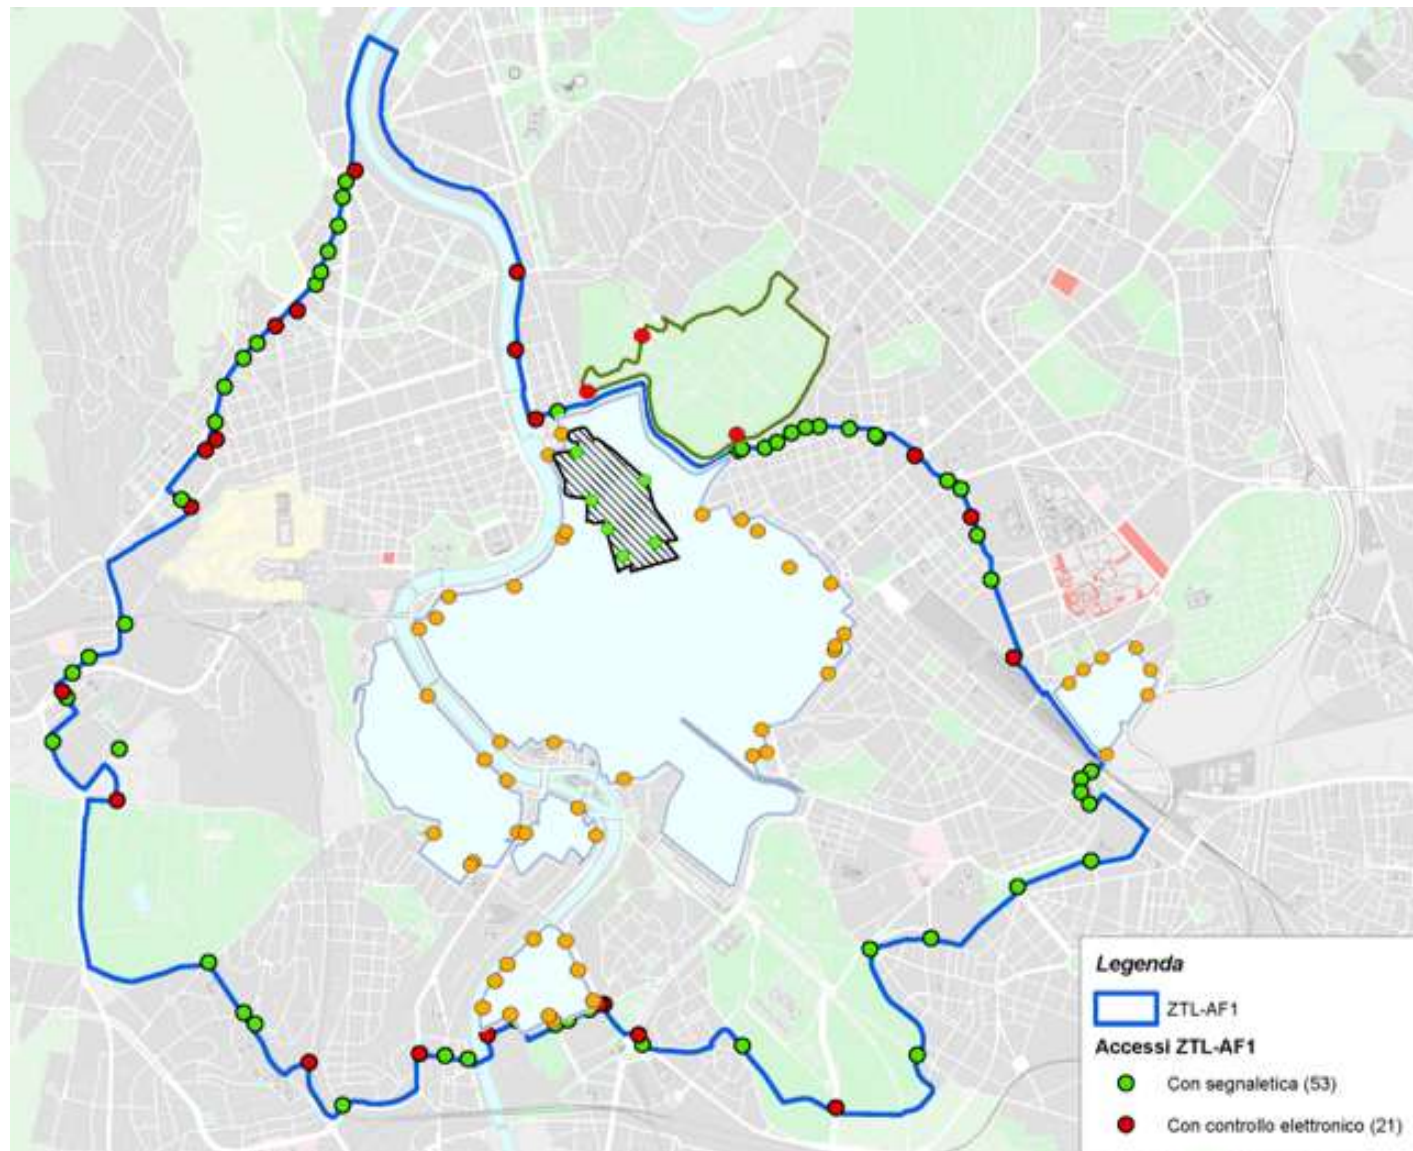 Legenda
ZTL-AF1
Accessi ZTL-AF1
Con segnaletica (53)
Con controllo elettronico (21)